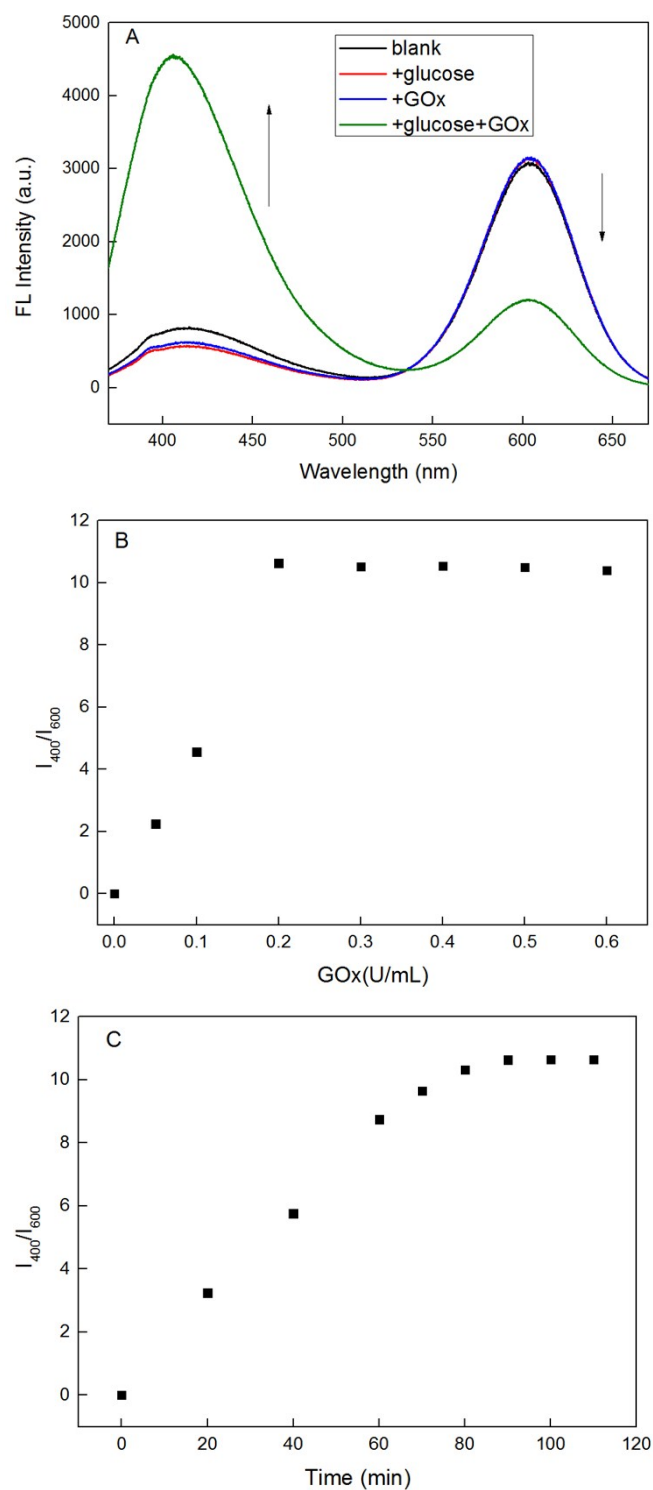 A
blank
+glucose
+GOx
+glucose+GOx
5000
4000
3000
2000
1000
0
FL Intensity (a.u.)
400 450 500 550 600 650
Wavelength (nm)
B
12
10
8
6
4
2
0
I400/I600
0.0 0.1 0.2 0.3 0.4 0.5 0.6
GOx(U/mL)
C
12
10
8
6
4
2
0
I400/I600
0 20 40 60 80 100 120
Time (min)